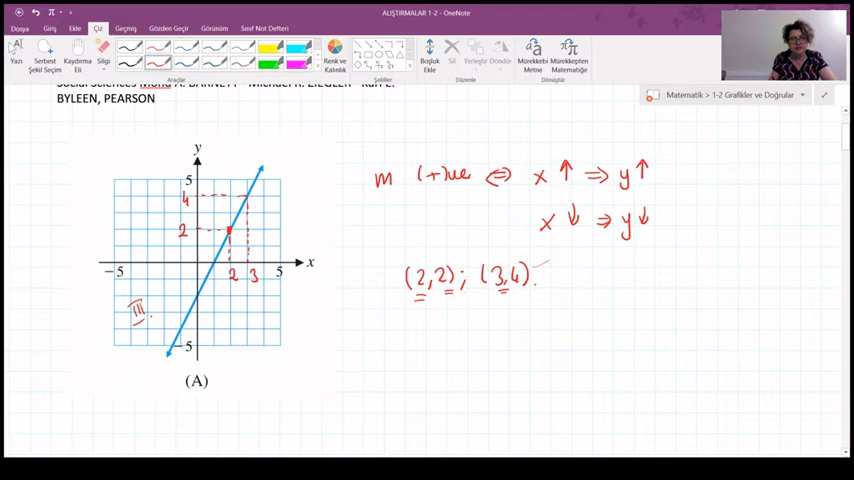 ALIŞTIRMALAR 1-2 - OneNote
Dosya Giriş Ekle Çiz Geçmiş Gözden Geçir Görünüm Sınıf Not Defteri
Yazı
Serbest Şekil Seçim
Kaydırma Eli
Silgi
Renk ve Kalınlık
Boşluk Ekle
Sil
Yerleştir
Döndür
Mürekkebi Metne
Mürekkepten Matematiğe
Araçlar Şekiller Düzenle Dönüştür
BYLEEN, PEARSON
Matematik > 1-2 Grafikler ve Doğrular
y
5
4
2
-5 2 3 5 x
III.
-5
(A)
m (+)ve ⇔ x ↑ ⇒ y ↑
x ↓ ⇒ y ↓
(2,2); (3,4).